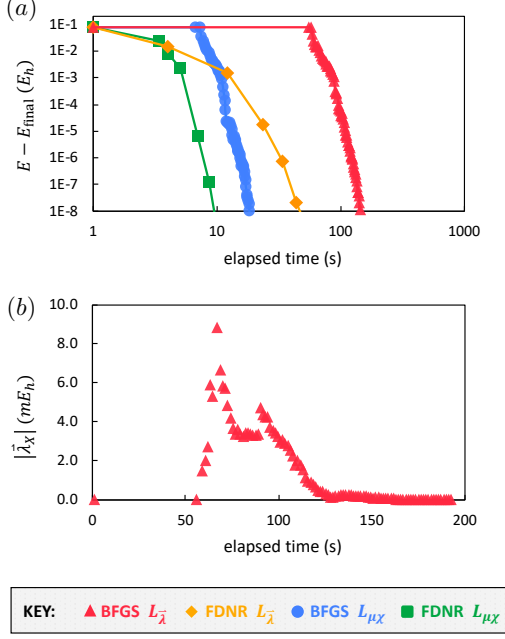 (a)
1E+0
1E-1
1E-2
1E-3
1E-4
1E-5
1E-6
1E-7
1E-8
E − E_final (E_h)
1 10 100 1000
elapsed time (s)
(b)
10.0
8.0
6.0
4.0
2.0
0.0
|λ⃗_X| (mE_h)
0 50 100 150 200
elapsed time (s)
KEY: BFGS L_λ⃗ FDNR L_λ⃗ BFGS L_μχ FDNR L_μχ